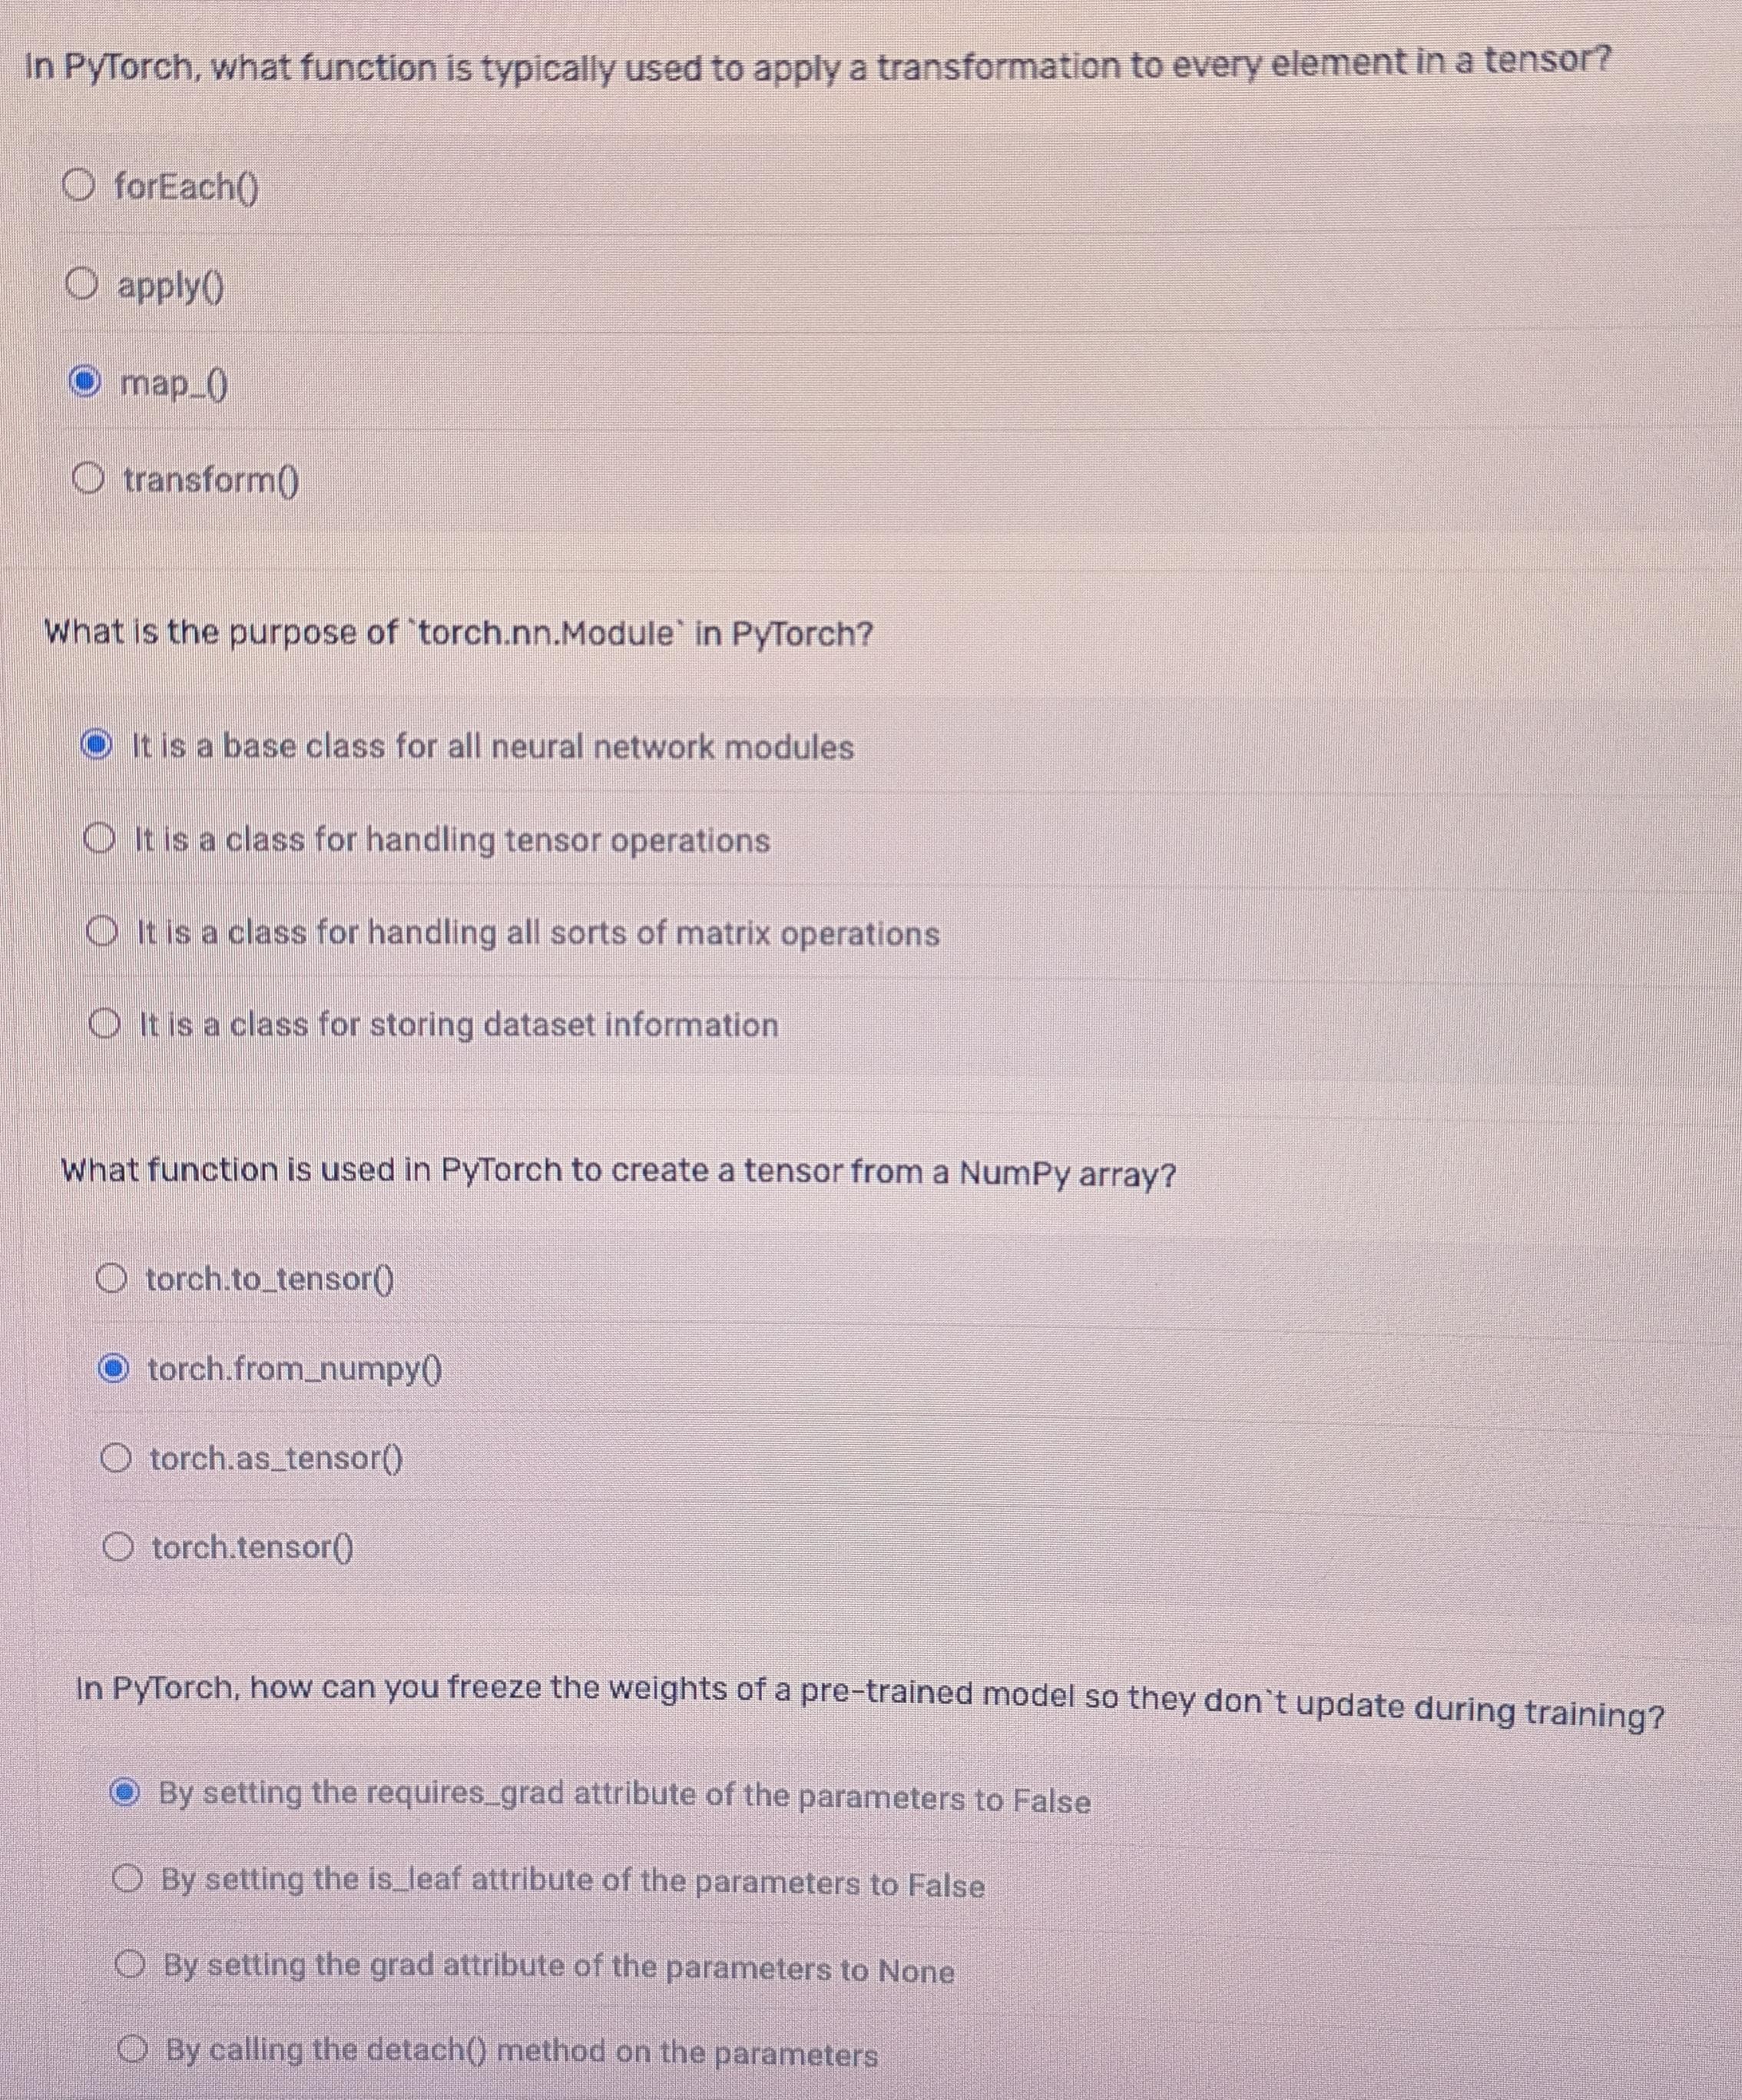 In PyTorch, what function is typically used to apply a transformation to every element in a tensor?
forEach()
apply()
map_()
transform()
What is the purpose of `torch.nn.Module` in PyTorch?
It is a base class for all neural network modules
It is a class for handling tensor operations
It is a class for handling all sorts of matrix operations
It is a class for storing dataset information
What function is used in PyTorch to create a tensor from a NumPy array?
torch.to_tensor()
torch.from_numpy()
torch.as_tensor()
torch.tensor()
In PyTorch, how can you freeze the weights of a pre-trained model so they don`t update during training?
By setting the requires_grad attribute of the parameters to False
By setting the is_leaf attribute of the parameters to False
By setting the grad attribute of the parameters to None
By calling the detach() method on the parameters